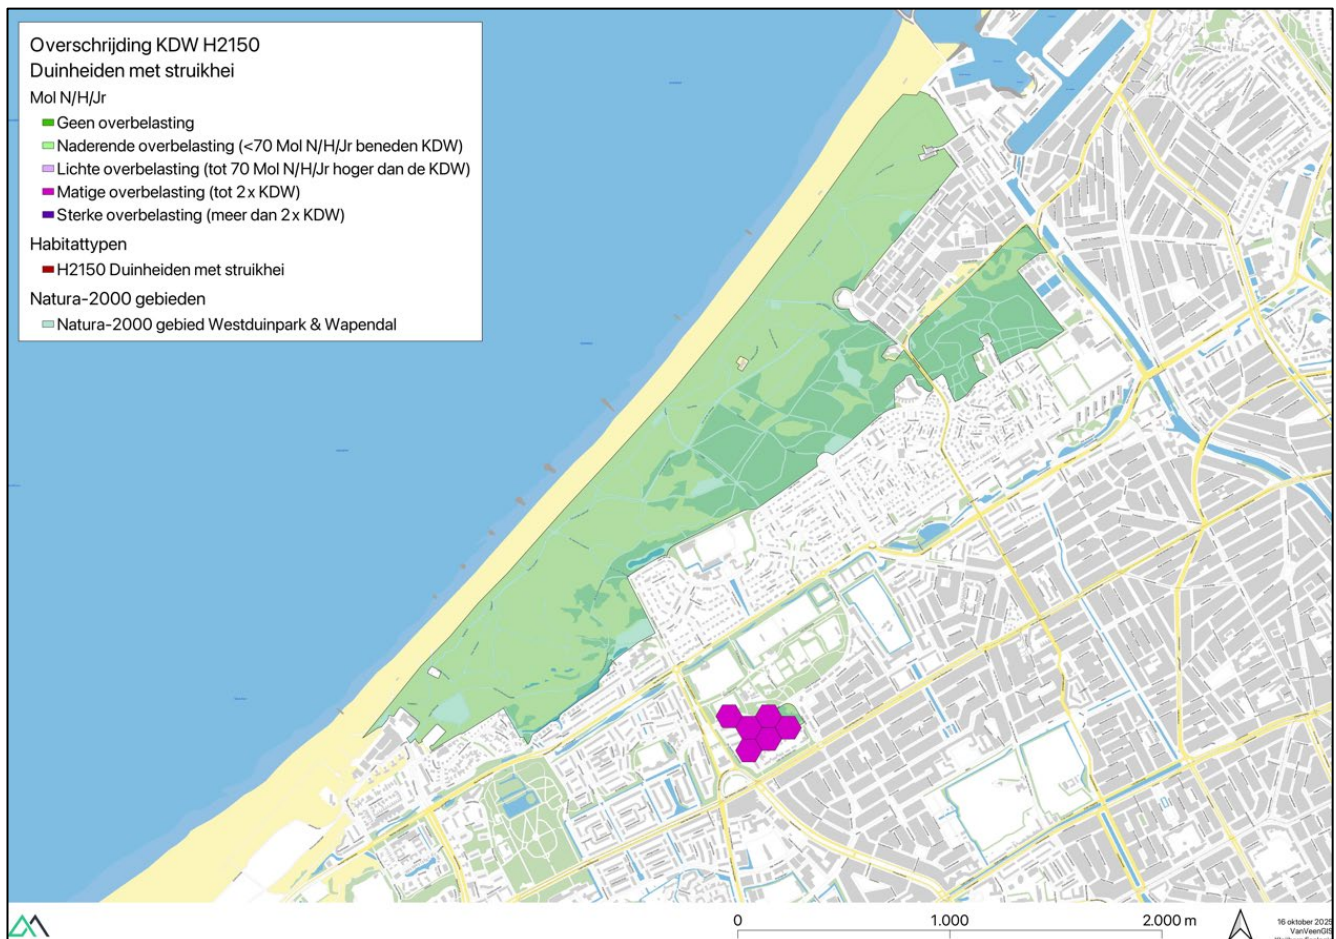 Overschrijding KDW H2150
Duinheiden met struikhei
Mol N/H/Jr
Geen overbelasting
Naderende overbelasting (<70 Mol N/H/Jr beneden KDW)
Lichte overbelasting (tot 70 Mol N/H/Jr hoger dan de KDW)
Matige overbelasting (tot 2x KDW)
Sterke overbelasting (meer dan 2x KDW)
Habitattypen
H2150 Duinheiden met struikhei
Natura-2000 gebieden
Natura-2000 gebied Westduinpark & Wapendal
0 1.000 2.000 m
16 oktober 2025
VanVeenGIS